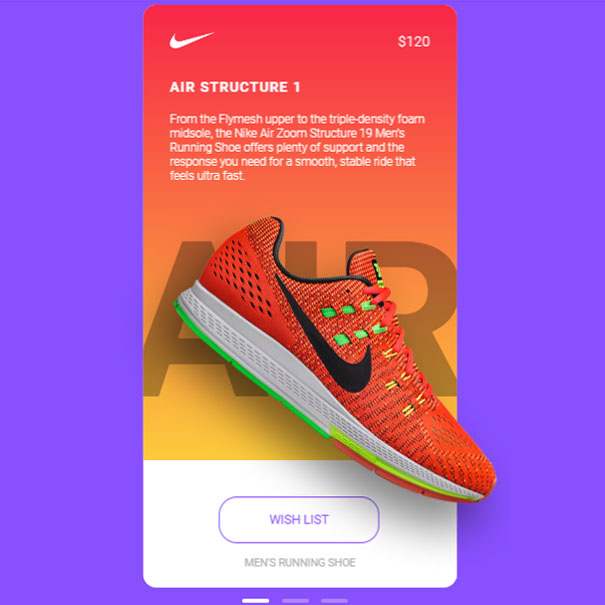 $120
AIR STRUCTURE 1
From the Flymesh upper to the triple-density foam
midsole, the Nike Air Zoom Structure 19 Men's
Running Shoe offers plenty of support and the
response you need for a smooth, stable ride that
feels ultra fast.
AIR
WISH LIST
MEN'S RUNNING SHOE